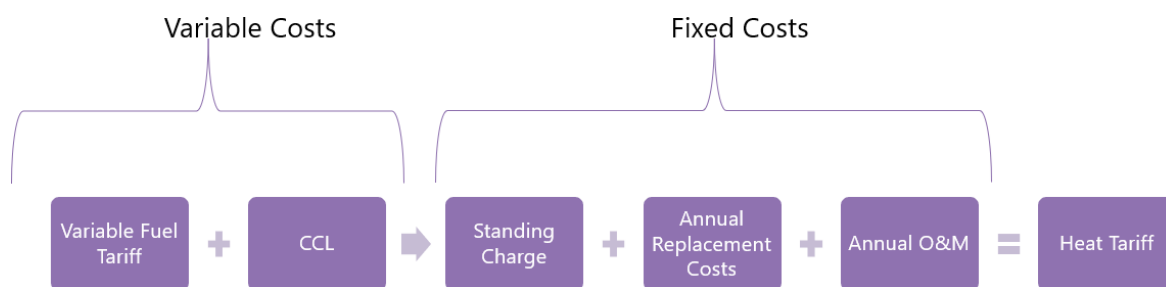 Variable Costs
Fixed Costs
Variable Fuel
Tariff
+
CCL
Standing
Charge
+
Annual
Replacement
Costs
+
Annual O&M
=
Heat Tariff